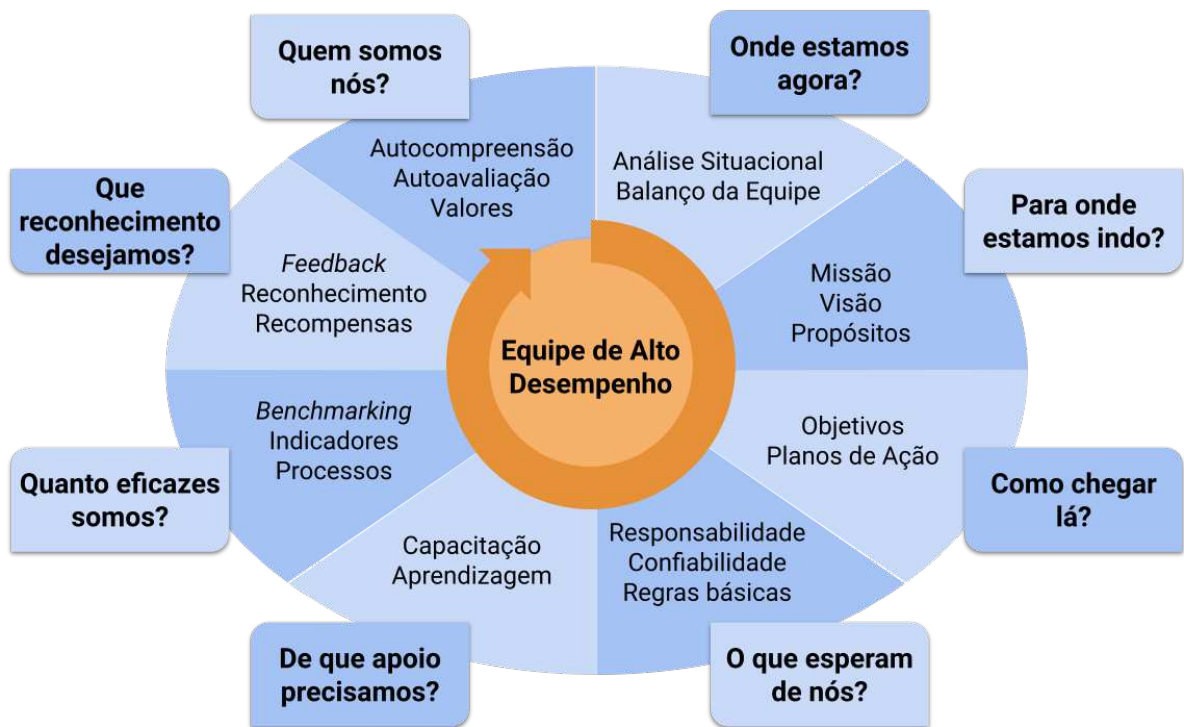 Quem somos
nós?
Onde estamos
agora?
Autocompreensão
Autoavaliação
Valores
Análise Situacional
Balanço da Equipe
Que
reconhecimento
desejamos?
Para onde
estamos indo?
Feedback
Reconhecimento
Recompensas
Missão
Visão
Propósitos
Equipe de Alto
Desempenho
Benchmarking
Indicadores
Processos
Objetivos
Planos de Ação
Quanto eficazes
somos?
Como chegar
lá?
Capacitação
Aprendizagem
Responsabilidade
Confiabilidade
Regras básicas
De que apoio
precisamos?
O que esperam
de nós?